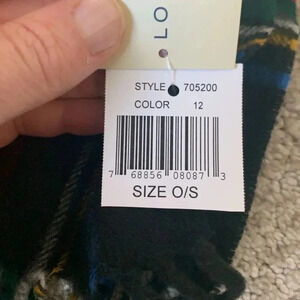 LO
STYLE 705200
COLOR 12
7 68856 08087 3
SIZE O/S